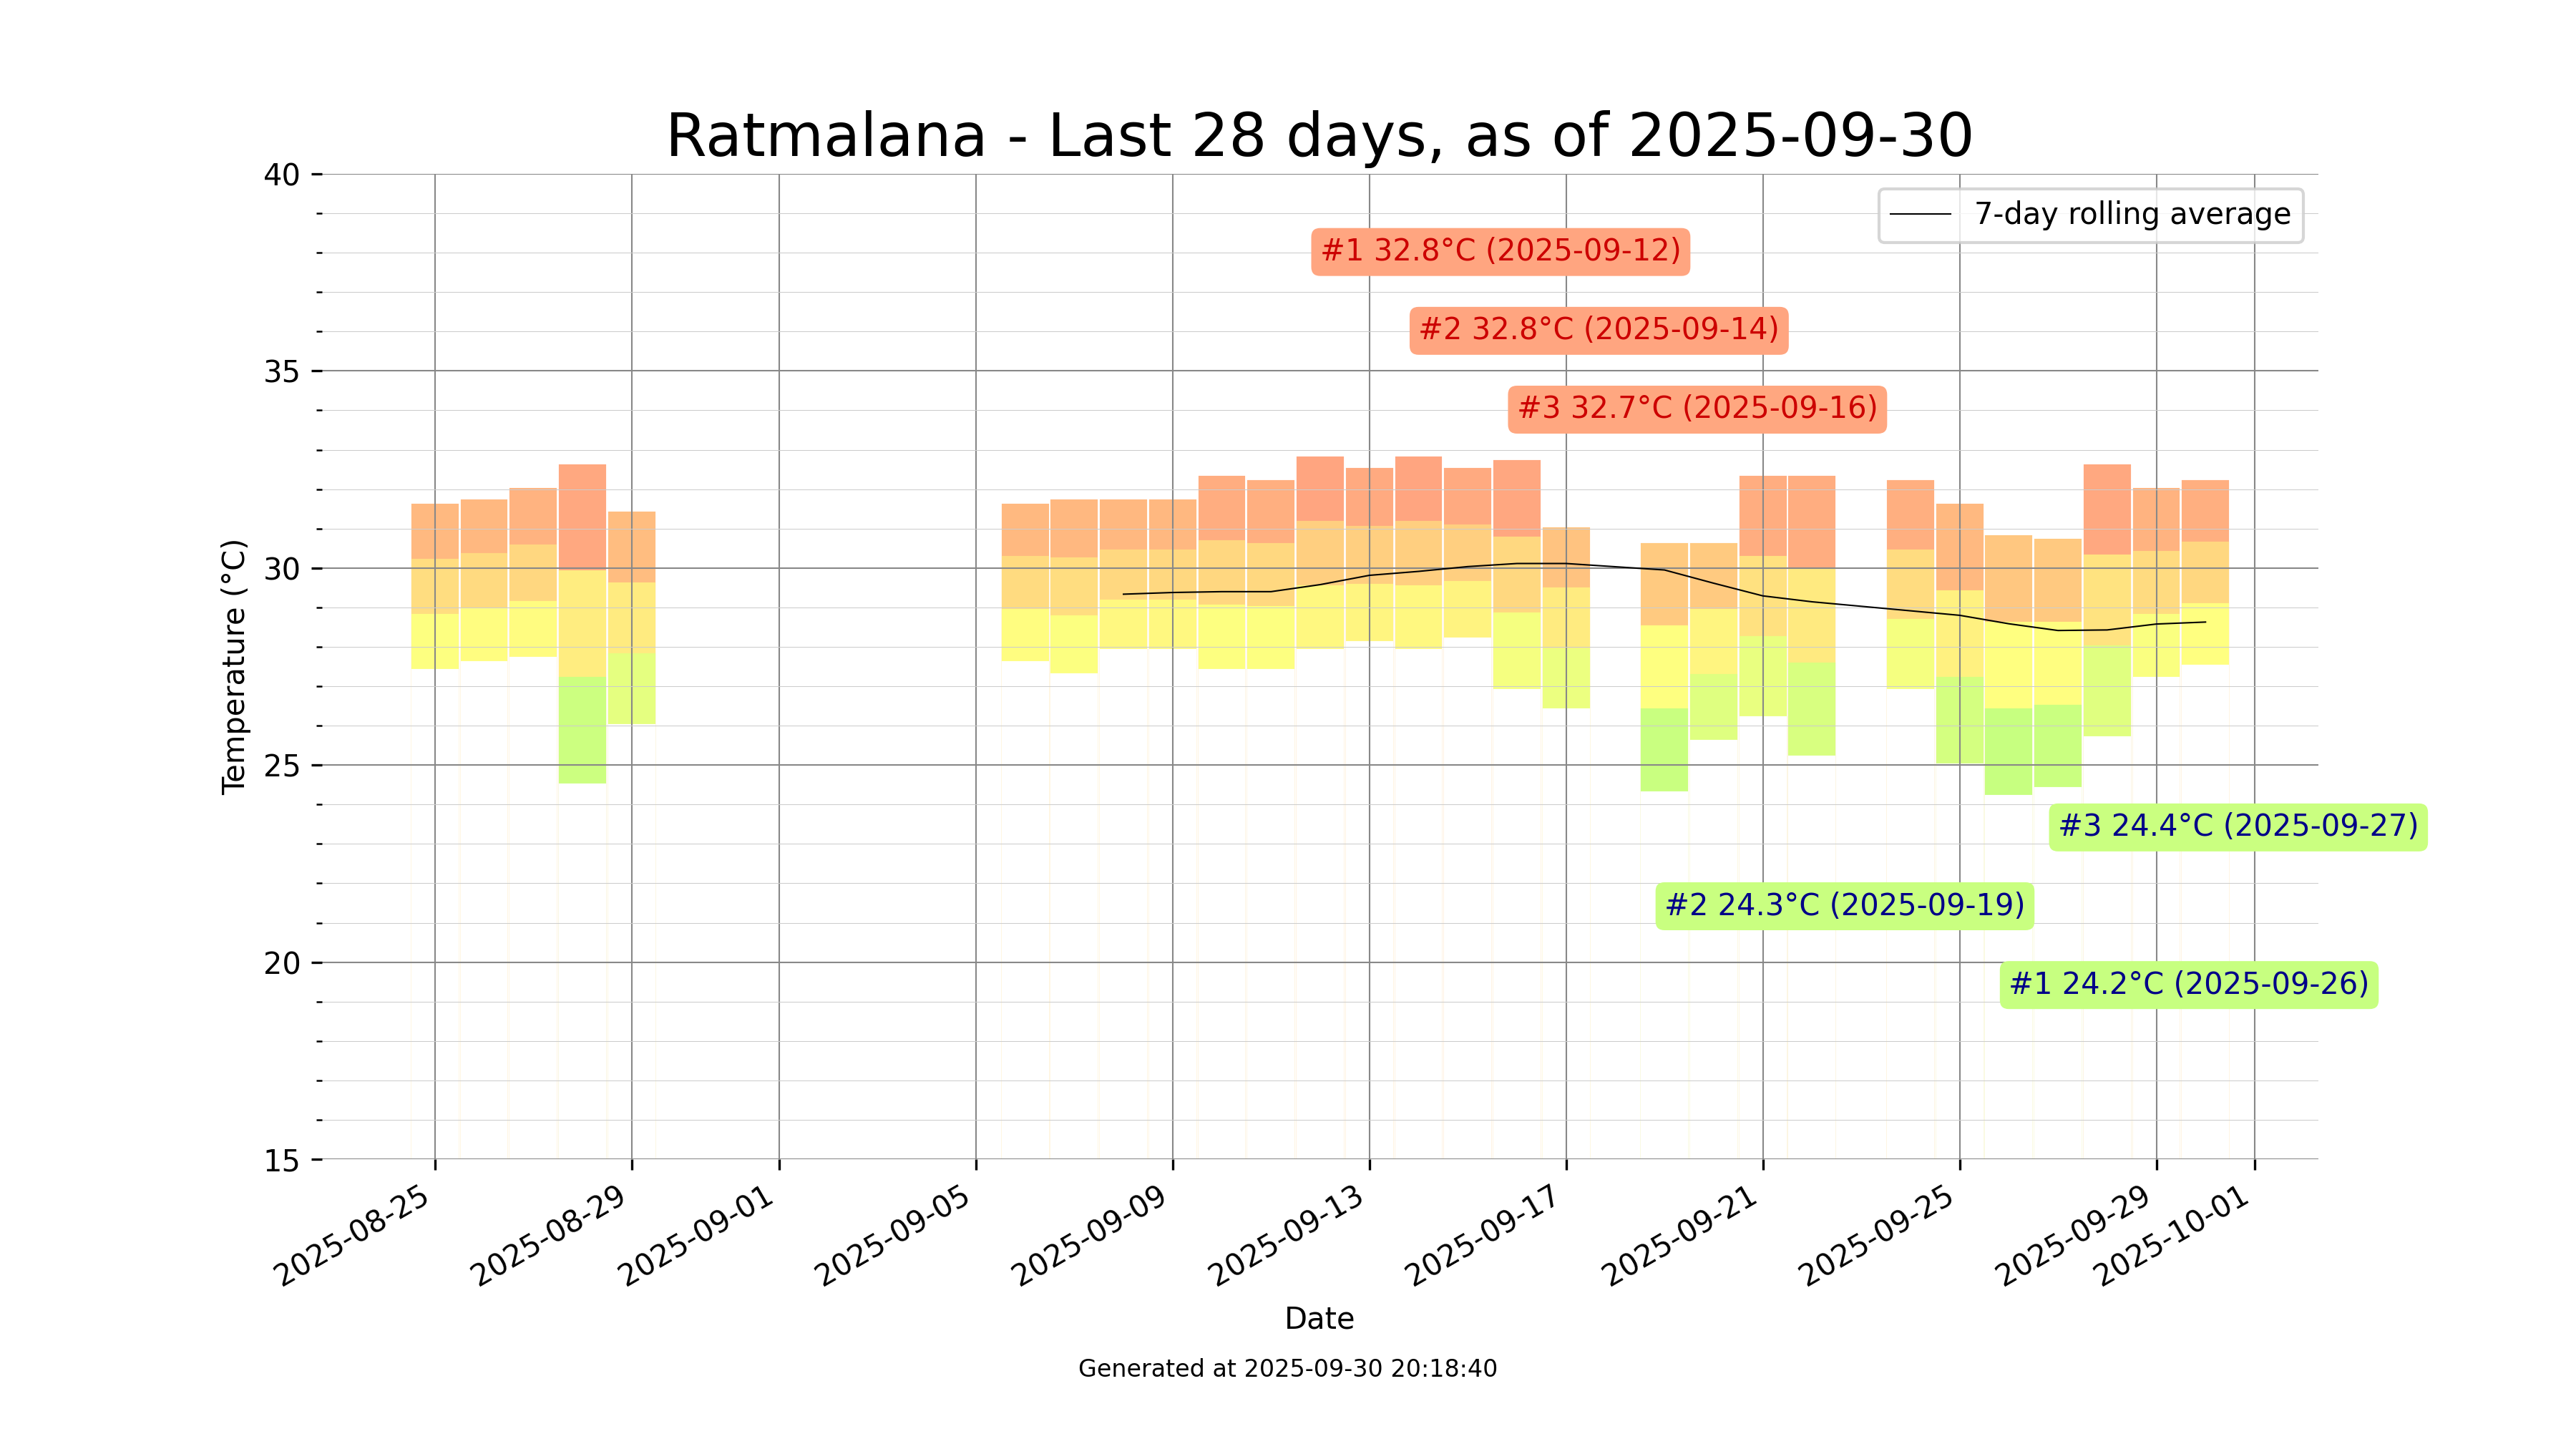 Ratmalana - Last 28 days, as of 2025-09-30
7-day rolling average
#1 32.8°C (2025-09-12)
#2 32.8°C (2025-09-14)
#3 32.7°C (2025-09-16)
#3 24.4°C (2025-09-27)
#2 24.3°C (2025-09-19)
#1 24.2°C (2025-09-26)
Temperature (°C)
40
35
30
25
20
15
2025-08-25
2025-08-29
2025-09-01
2025-09-05
2025-09-09
2025-09-13
2025-09-17
2025-09-21
2025-09-25
2025-09-29
2025-10-01
Date
Generated at 2025-09-30 20:18:40